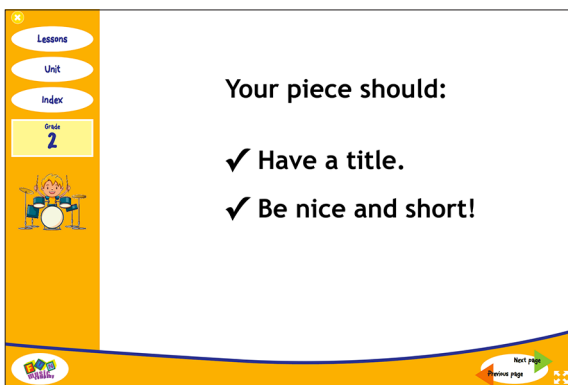 Lessons
Unit
Index
Grade
2
Your piece should:
✓ Have a title.
✓ Be nice and short!
Next page
Previous page